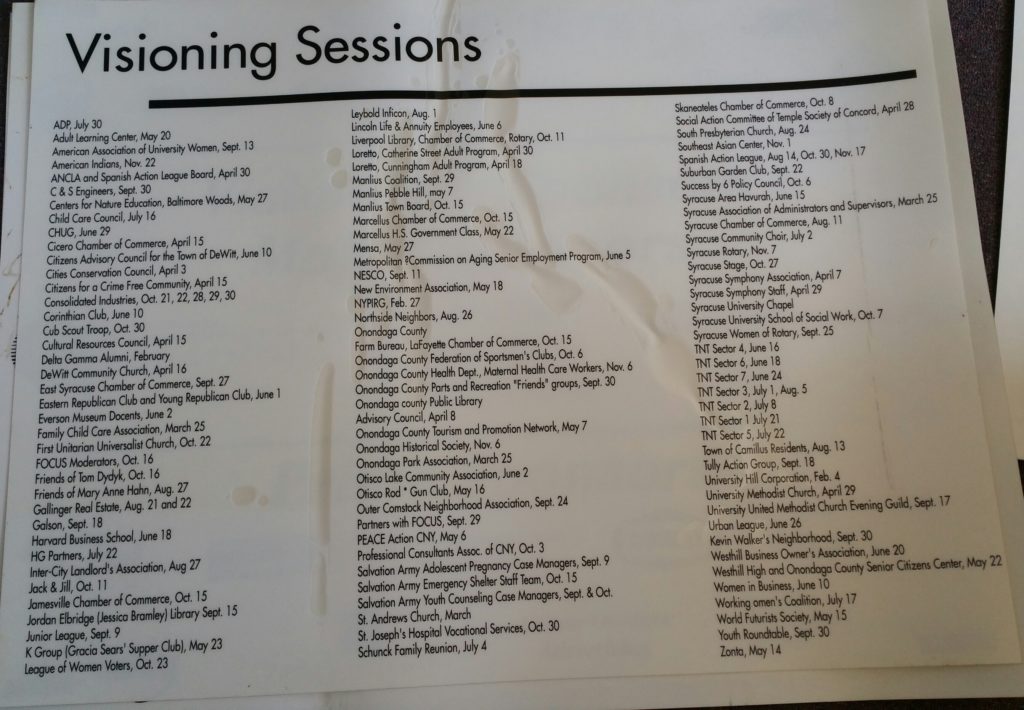 Visioning Sessions
ADP, July 30
Adult Learning Center, May 20
American Association of University Women, Sept. 13
American Indians, Nov. 22
ANCLA and Spanish Action League Board, April 30
C & S Engineers, Sept. 30
Centers for Nature Education, Baltimore Woods, May 27
Child Care Council, July 16
CHUG, June 29
Cicero Chamber of Commerce, April 15
Citizens Advisory Council for the Town of DeWitt, June 10
Cities Conservation Council, April 3
Citizens for a Crime Free Community, April 15
Consolidated Industries, Oct. 21, 22, 28, 29, 30
Corinthian Club, June 10
Cub Scout Troop, Oct. 30
Cultural Resources Council, April 15
Delta Gamma Alumni, February
DeWitt Community Church, April 16
East Syracuse Chamber of Commerce, Sept. 27
Eastern Republican Club and Young Republican Club, June 1
Everson Museum Docents, June 2
Family Child Care Association, March 25
First Unitarian Universalist Church, Oct. 22
FOCUS Moderators, Oct. 16
Friends of Tom Dydyk, Oct. 16
Friends of Mary Anne Hahn, Aug. 27
Gallinger Real Estate, Aug. 21 and 22
Galson, Sept. 18
Harvard Business School, June 18
HG Partners, July 22
Inter-City Landlord's Association, Aug 27
Jack & Jill, Oct. 11
Jamesville Chamber of Commerce, Oct. 15
Jordan Elbridge (Jessica Bramley) Library Sept. 15
Junior League, Sept. 9
K Group (Gracia Sears' Supper Club), May 23
League of Women Voters, Oct. 23
Leybold Inficon, Aug. 1
Lincoln Life & Annuity Employees, June 6
Liverpool Library, Chamber of Commerce, Rotary, Oct. 11
Loretto, Catherine Street Adult Program, April 30
Loretto, Cunningham Adult Program, April 18
Manlius Coalition, Sept. 29
Manlius Pebble Hill, may 7
Manlius Town Board, Oct. 15
Marcellus Chamber of Commerce, Oct. 15
Marcellus H.S. Government Class, May 22
Mensa, May 27
Metropolitan ?Commission on Aging Senior Employment Program, June 5
NESCO, Sept. 11
New Environment Association, May 18
NYPIRG, Feb. 27
Northside Neighbors, Aug. 26
Onondaga County
Farm Bureau, LaFayette Chamber of Commerce, Oct. 15
Onondaga County Federation of Sportsmen's Clubs, Oct. 6
Onondaga County Health Dept., Maternal Health Care Workers, Nov. 6
Onondaga County Parts and Recreation "Friends" groups, Sept. 30
Onondaga county Public Library
Advisory Council, April 8
Onondaga County Tourism and Promotion Network, May 7
Onondaga Historical Society, Nov. 6
Onondaga Park Association, March 25
Otisco Lake Community Association, June 2
Otisco Rod * Gun Club, May 16
Outer Comstock Neighborhood Association, Sept. 24
Partners with FOCUS, Sept. 29
PEACE Action CNY, May 6
Professional Consultants Assoc. of CNY, Oct. 3
Salvation Army Adolescent Pregnancy Case Managers, Sept. 9
Salvation Army Emergency Shelter Staff Team, Oct. 15
Salvation Army Youth Counseling Case Managers, Sept. & Oct.
St. Andrews Church, March
St. Joseph's Hospital Vocational Services, Oct. 30
Schunck Family Reunion, July 4
Skaneateles Chamber of Commerce, Oct. 8
Social Action Committee of Temple Society of Concord, April 28
South Presbyterian Church, Aug. 24
Southeast Asian Center, Nov. 1
Spanish Action League, Aug 14, Oct. 30, Nov. 17
Suburban Garden Club, Sept. 22
Success by 6 Policy Council, Oct. 6
Syracuse Area Havurah, June 15
Syracuse Association of Administrators and Supervisors, March 25
Syracuse Chamber of Commerce, Aug. 11
Syracuse Community Choir, July 2
Syracuse Rotary, Nov. 7
Syracuse Stage, Oct. 27
Syracuse Symphony Association, April 7
Syracuse Symphony Staff, April 29
Syracuse University Chapel
Syracuse University School of Social Work, Oct. 7
Syracuse Women of Rotary, Sept. 25
TNT Sector 4, June 16
TNT Sector 6, June 18
TNT Sector 7, June 24
TNT Sector 3, July 1, Aug. 5
TNT Sector 2, July 8
TNT Sector 1 July 21
TNT Sector 5, July 22
Town of Camillus Residents, Aug. 13
Tully Action Group, Sept. 18
University Hill Corporation, Feb. 4
University Methodist Church, April 29
University United Methodist Church Evening Guild, Sept. 17
Urban League, June 26
Kevin Walker's Neighborhood, Sept. 30
Westhill Business Owner's Association, June 20
Westhill High and Onondaga County Senior Citizens Center, May 22
Women in Business, June 10
Working omen's Coalition, July 17
World Futurists Society, May 15
Youth Roundtable, Sept. 30
Zonta, May 14